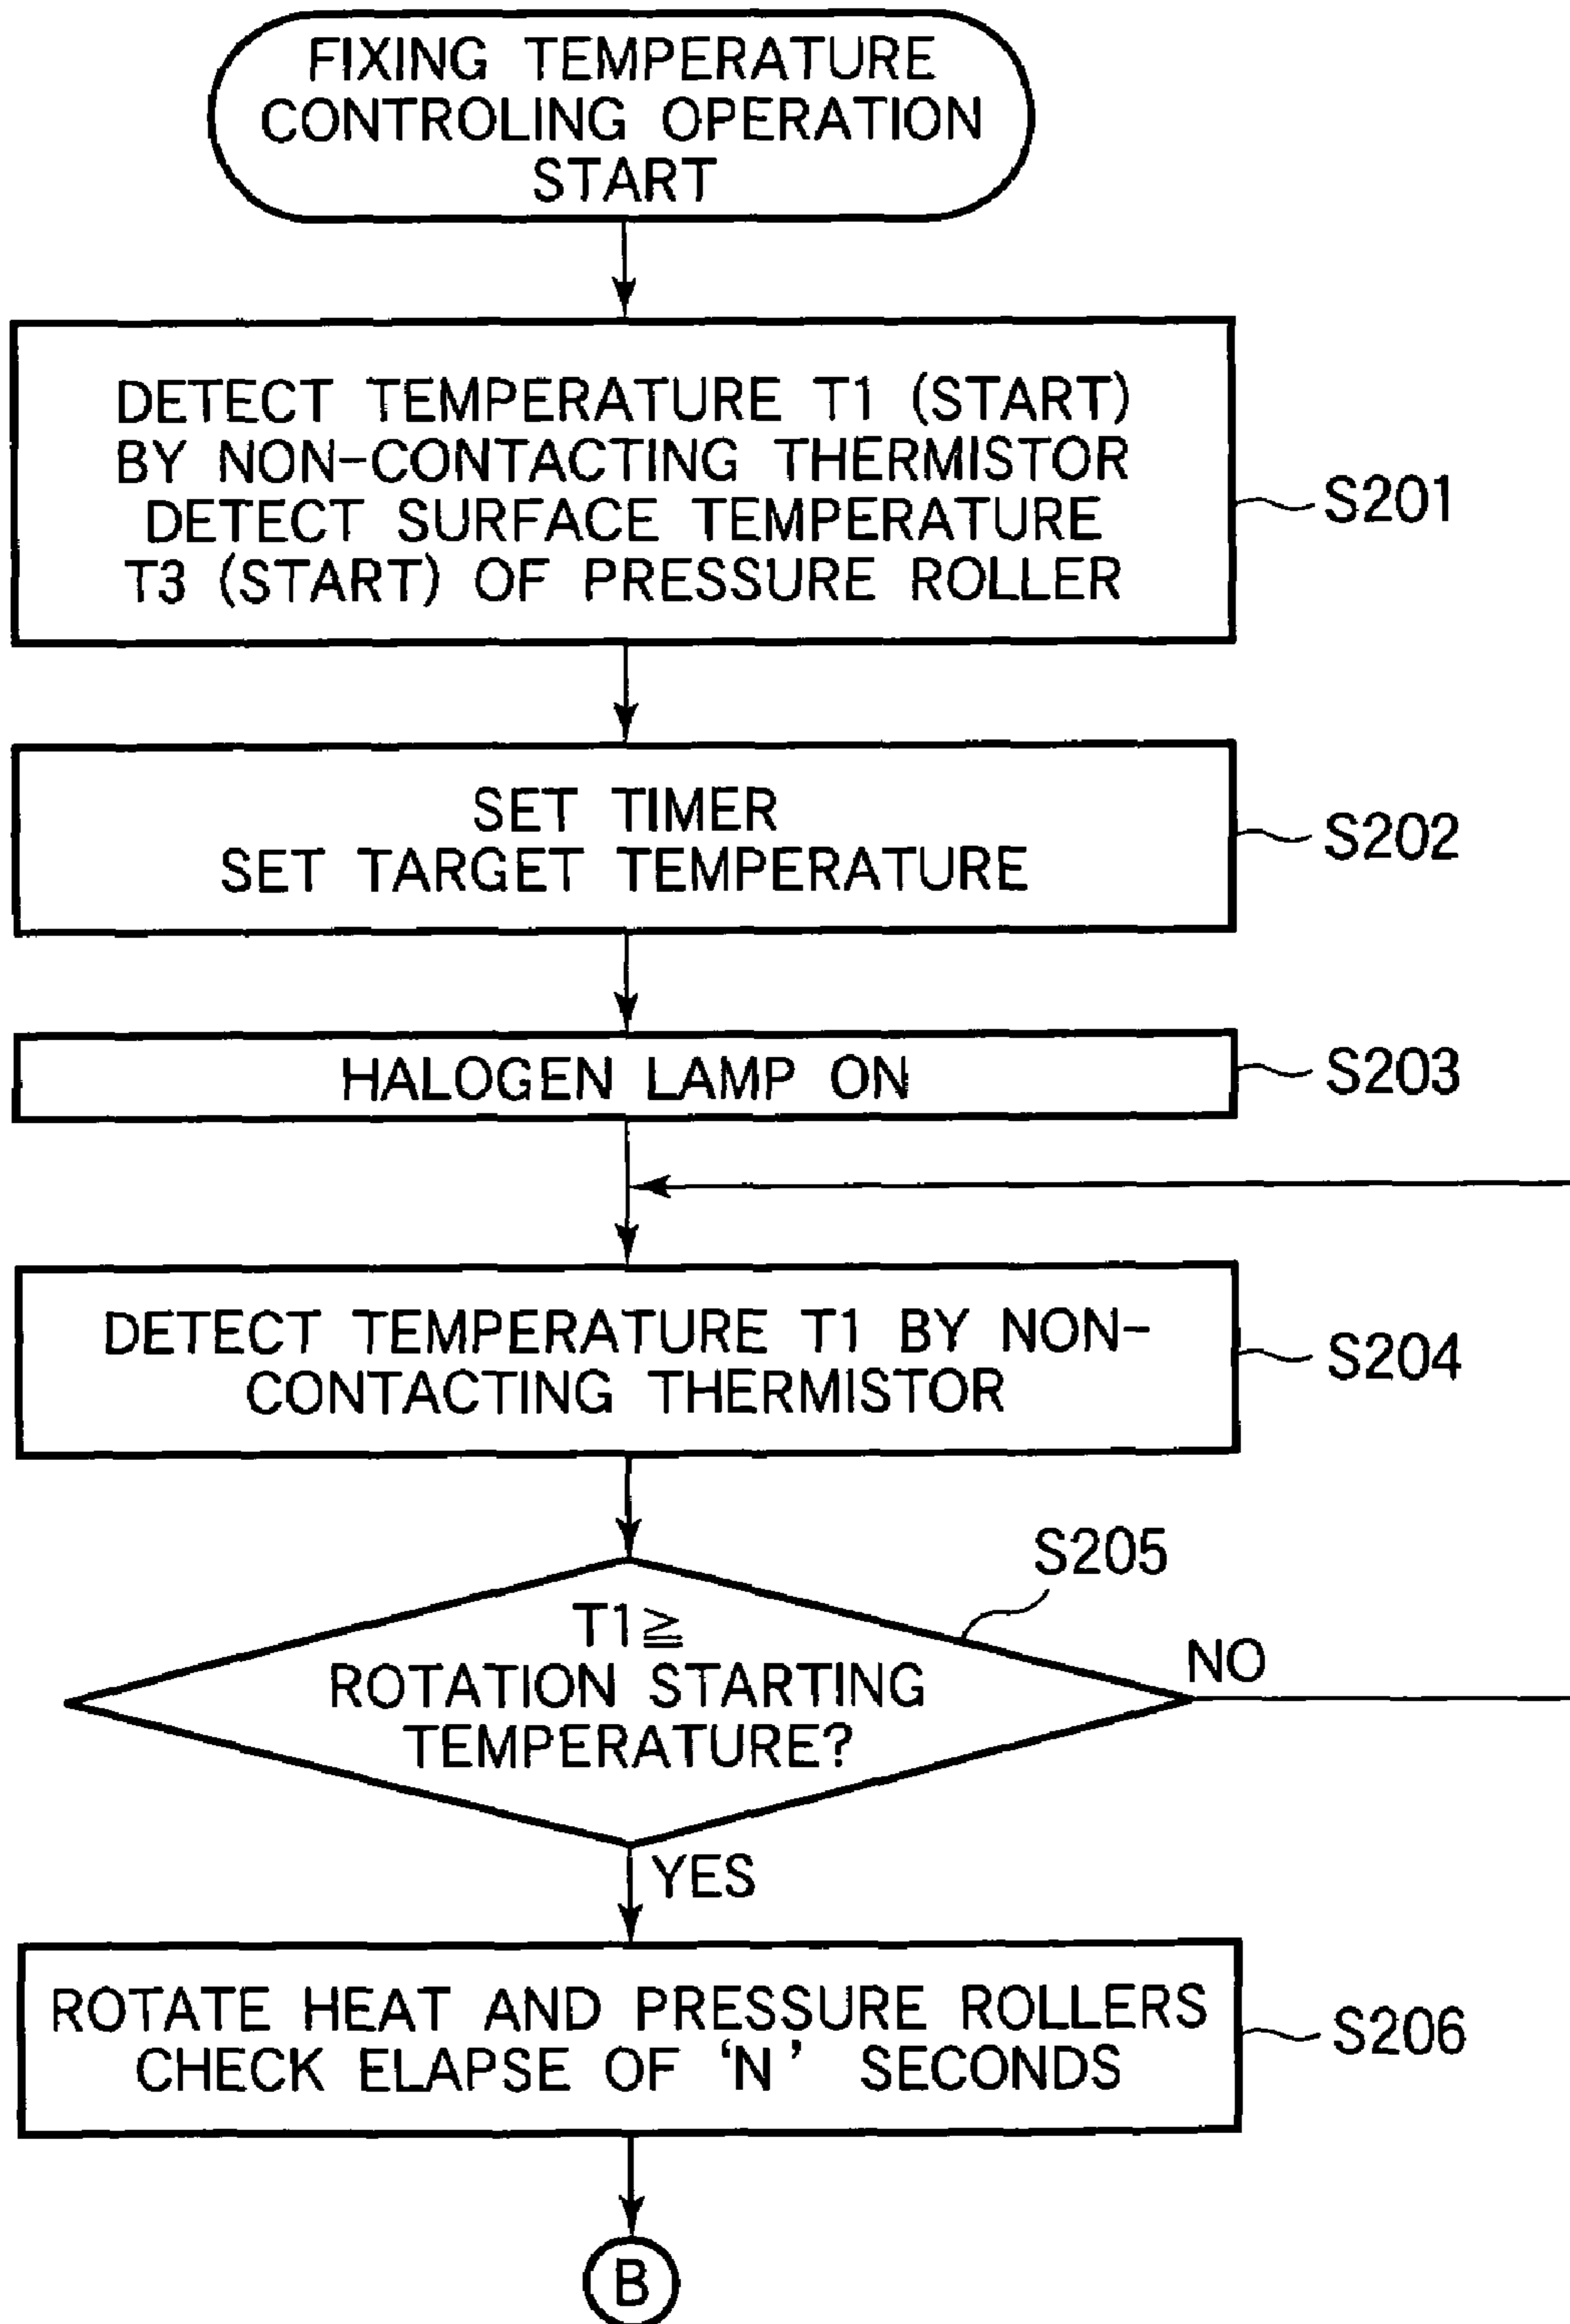 FIXING TEMPERATURE
CONTROLING OPERATION
START
DETECT TEMPERATURE T1 (START)
BY NON-CONTACTING THERMISTOR
DETECT SURFACE TEMPERATURE
T3 (START) OF PRESSURE ROLLER
S201
SET TIMER
SET TARGET TEMPERATURE
S202
HALOGEN LAMP ON
S203
DETECT TEMPERATURE T1 BY NON-
CONTACTING THERMISTOR
S204
S205
T1≧
ROTATION STARTING
TEMPERATURE?
NO
YES
ROTATE HEAT AND PRESSURE ROLLERS
CHECK ELAPSE OF ‘N’ SECONDS
S206
B